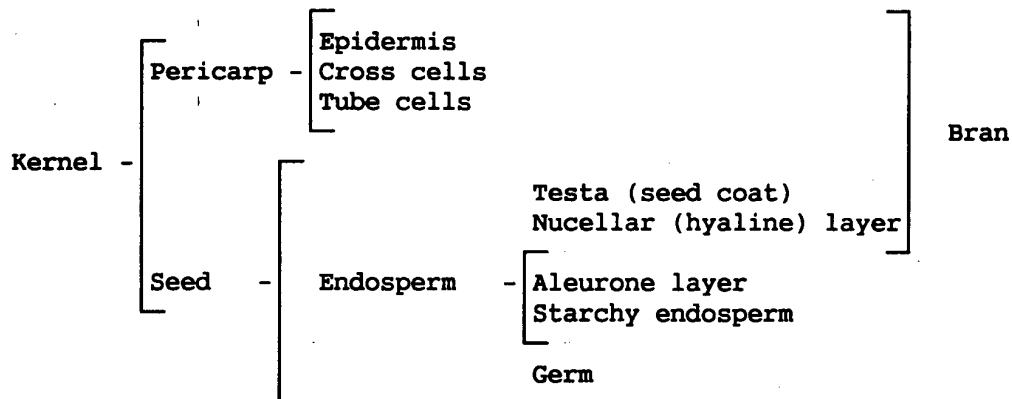 Epidermis
Pericarp - Cross cells
Tube cells
Bran
Kernel -
Testa (seed coat)
Nucellar (hyaline) layer
Seed - Endosperm - Aleurone layer
Starchy endosperm
Germ